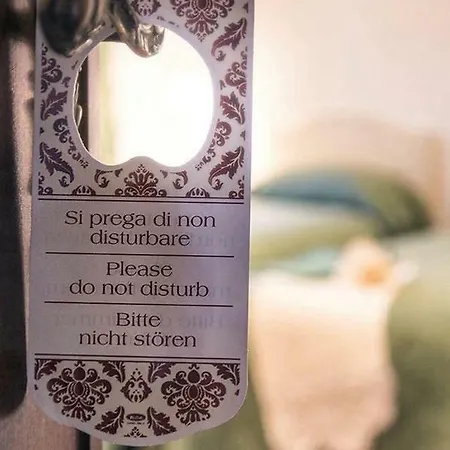 Si prega di non
disturbare
Please
do not disturb
Bitte
nicht stören